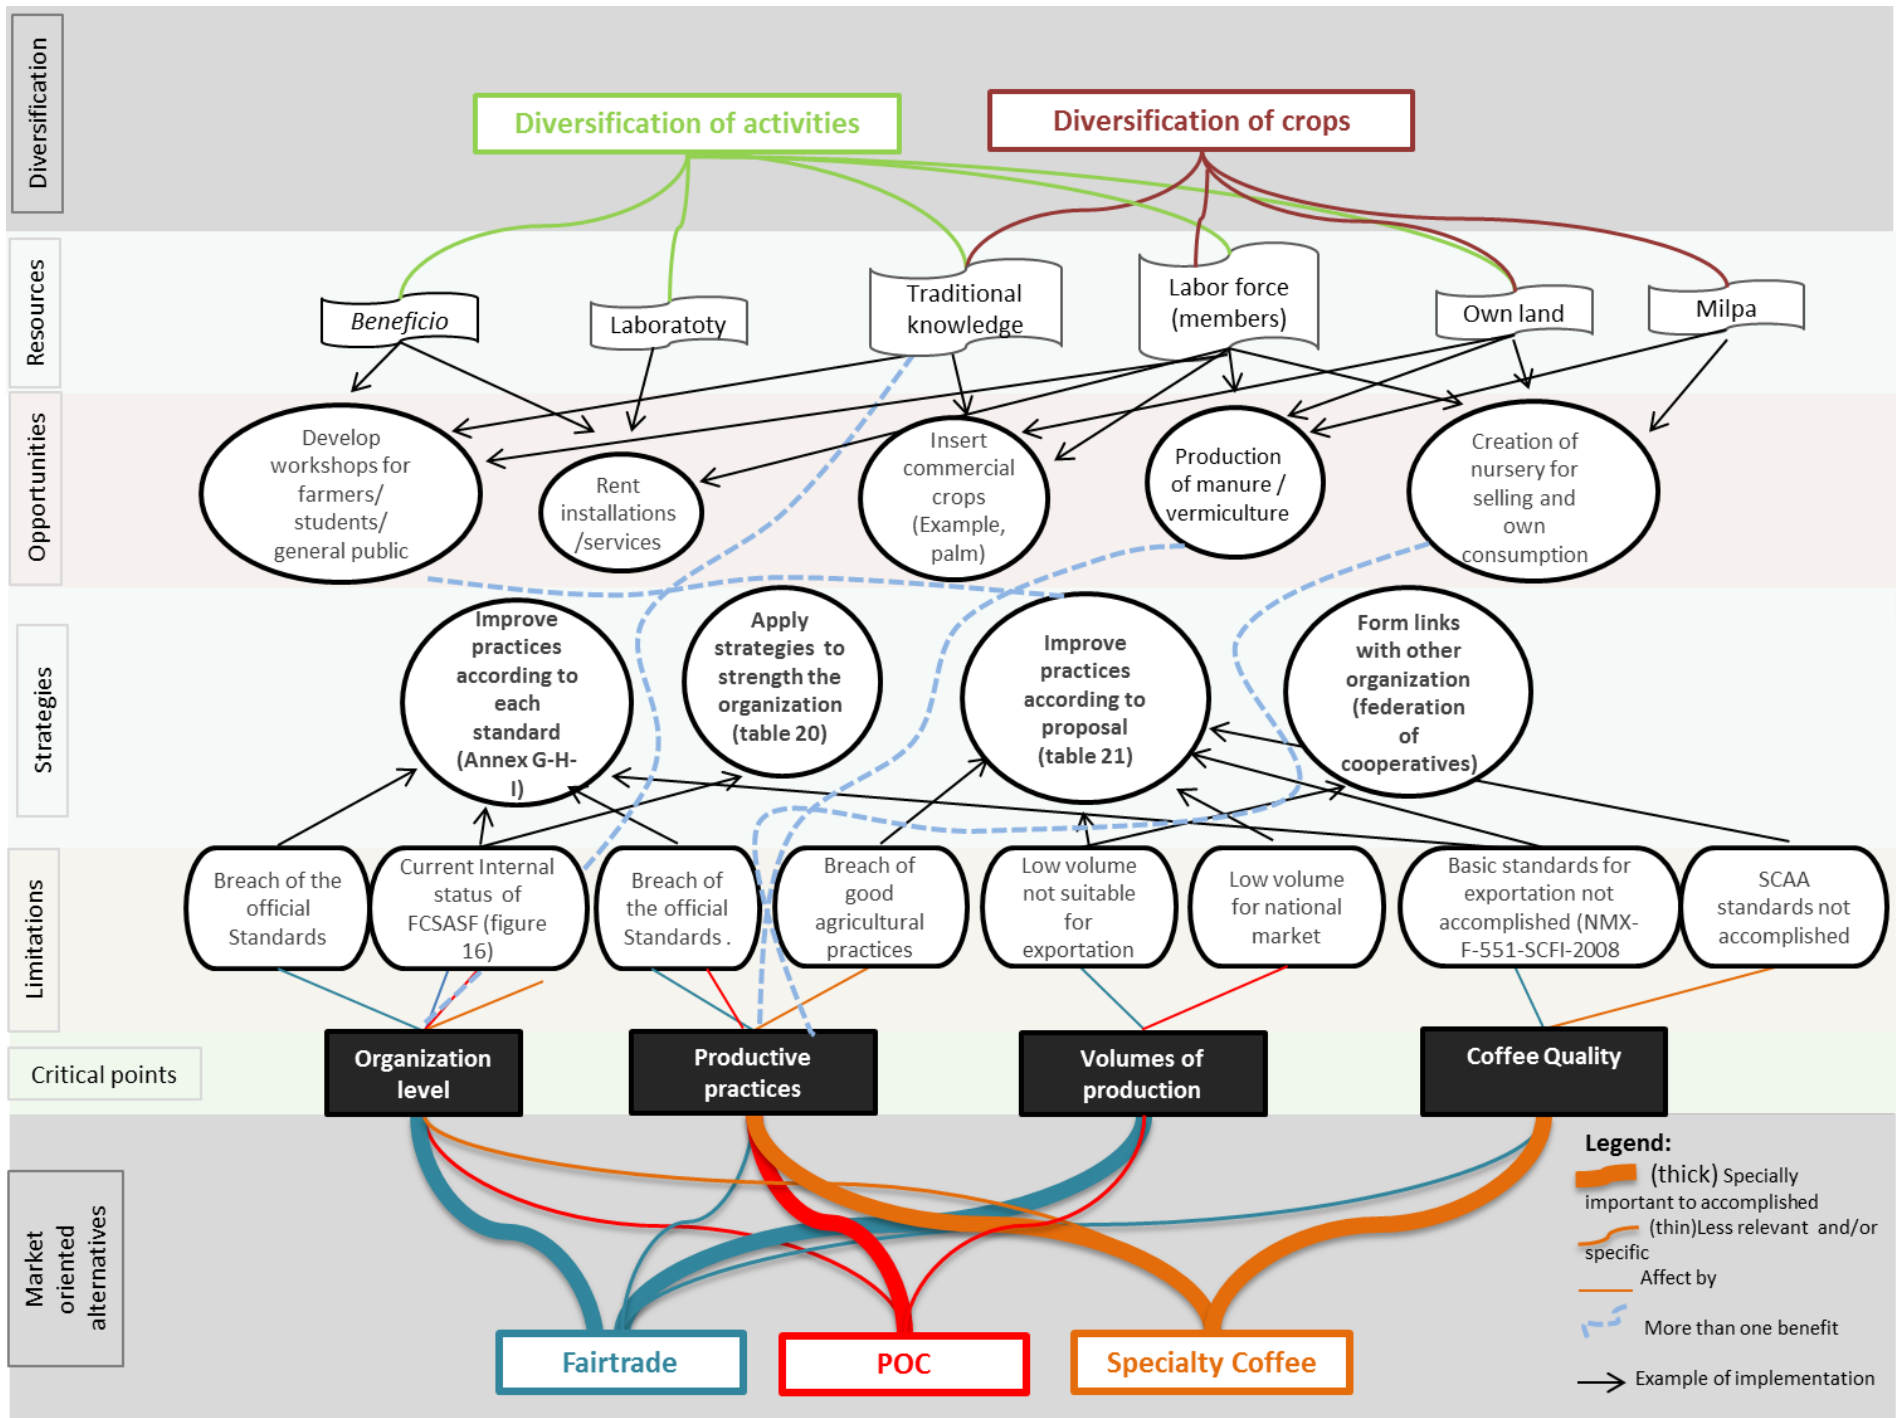 Diversification
Diversification of activities
Diversification of crops
Resources
Beneficio
Laboratoty
Traditional
knowledge
Labor force
(members)
Own land
Milpa
Opportunities
Develop
workshops for
farmers/
students/
general public
Rent
installations
/services
Insert
commercial
crops
(Example,
palm)
Production
of manure /
vermiculture
Creation of
nursery for
selling and
own
consumption
Strategies
Improve
practices
according to
each
standard
(Annex G-H-
I)
Apply
strategies to
strength the
organization
(table 20)
Improve
practices
according to
proposal
(table 21)
Form links
with other
organization
(federation
of
cooperatives)
Limitations
Breach of the
official
Standards
Current Internal
status of
FCSASF (figure
16)
Breach of
the official
Standards .
Breach of
good
agricultural
practices
Low volume
not suitable
for
exportation
Low volume
for national
market
Basic standards for
exportation not
accomplished (NMX-
F-551-SCFI-2008
SCAA
standards not
accomplished
Critical points
Organization
level
Productive
practices
Volumes of
production
Coffee Quality
Market
oriented
alternatives
Fairtrade
POC
Specialty Coffee
Legend:
(thick) Specially
important to accomplished
(thin)Less relevant and/or
specific
Affect by
More than one benefit
Example of implementation